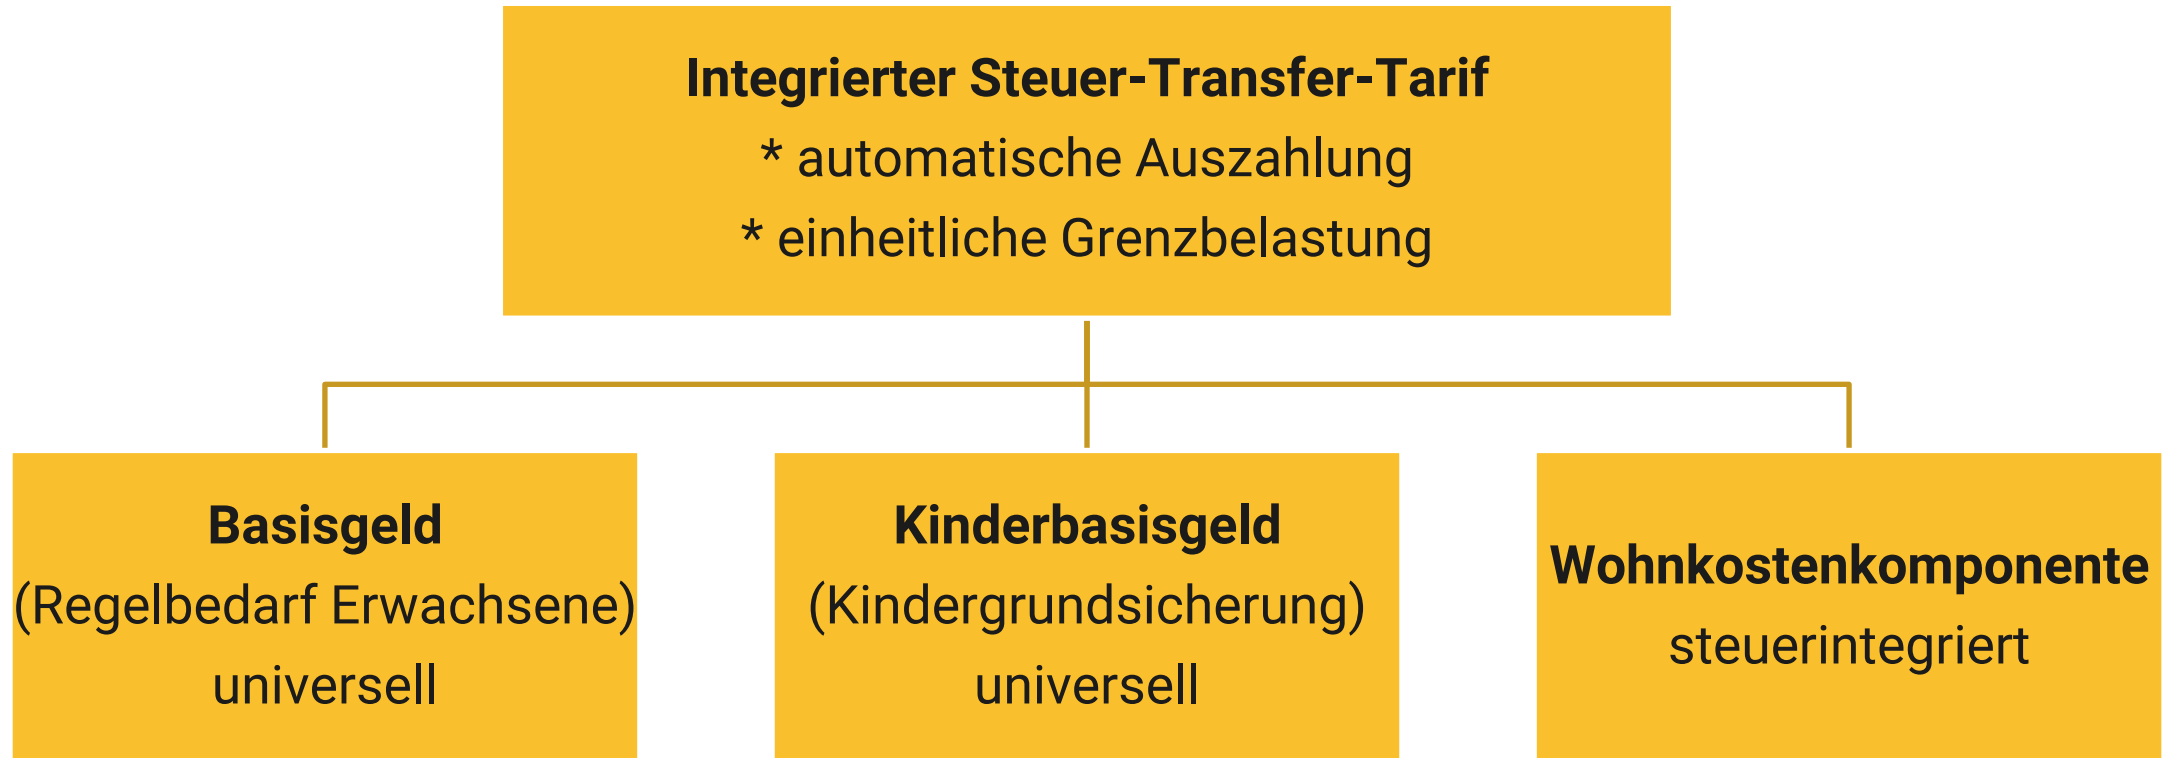 Integrierter Steuer-Transfer-Tarif
* automatische Auszahlung
* einheitliche Grenzbelastung
Basisgeld
(Regelbedarf Erwachsene)
universell
Kinderbasisgeld
(Kindergrundsicherung)
universell
Wohnkostenkomponente
steuerintegriert